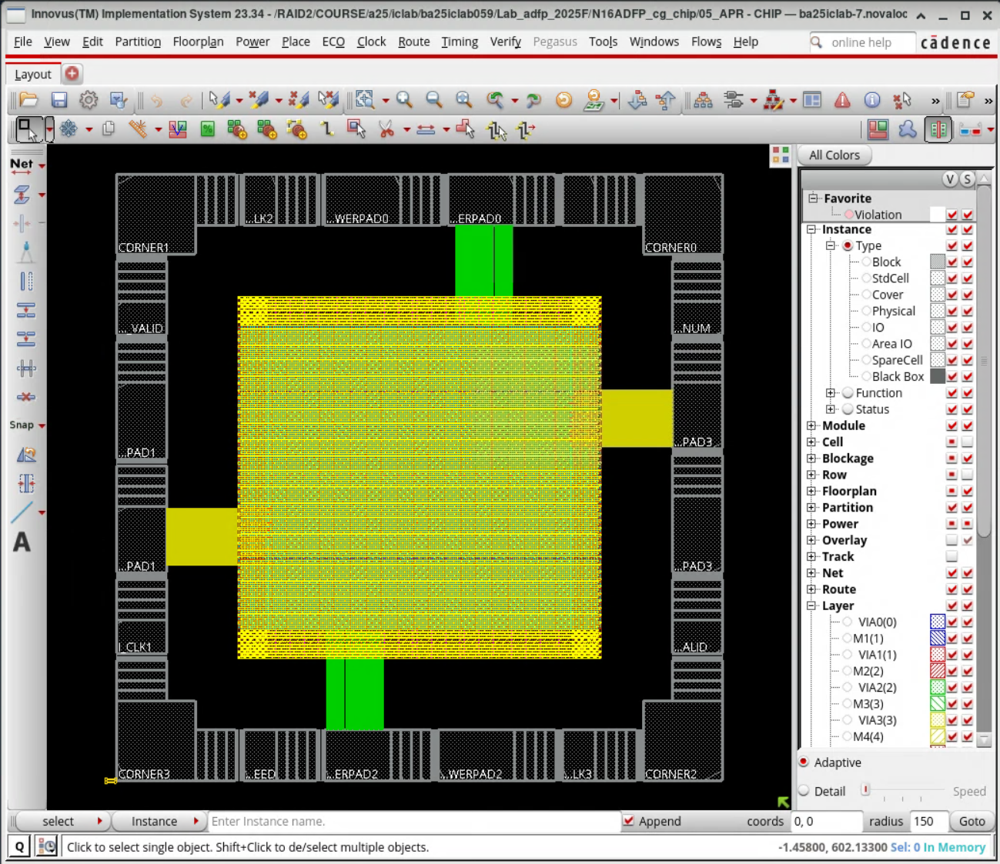 Innovus(TM) Implementation System 23.34 - /RAID2/COURSE/a25/iclab/ba25iclab059/Lab_adfp_2025F/N16ADFP_cg_chip/05_APR - CHIP — ba25iclab-7.novaloc
File View Edit Partition Floorplan Power Place ECO Clock Route Timing Verify Pegasus Tools Windows Flows Help
online help
cādence
Layout
» »
All Colors
Net
Snap
A
V S
Favorite
Violation
Instance
Type
Block
StdCell
Cover
Physical
IO
Area IO
SpareCell
Black Box
Function
Status
Module
Cell
Blockage
Row
Floorplan
Partition
Power
Overlay
Track
Net
Route
Layer
VIA0(0)
M1(1)
VIA1(1)
M2(2)
VIA2(2)
M3(3)
VIA3(3)
M4(4)
Adaptive
Detail Speed
...LK2 ...WERPAD0 ...ERPAD0
CORNER1 CORNER0
..._VALID ...NUM
...PAD1 ...PAD3
...PAD1 ...PAD3
I_CLK1 ...ALID
CORNER3 ...EED ...ERPAD2 ...WERPAD2 ...LK3 CORNER2
select Instance Enter Instance name. Append coords 0, 0 radius 150 Goto
Q Click to select single object. Shift+Click to de/select multiple objects. -1.45800, 602.13300 Sel: 0 In Memory